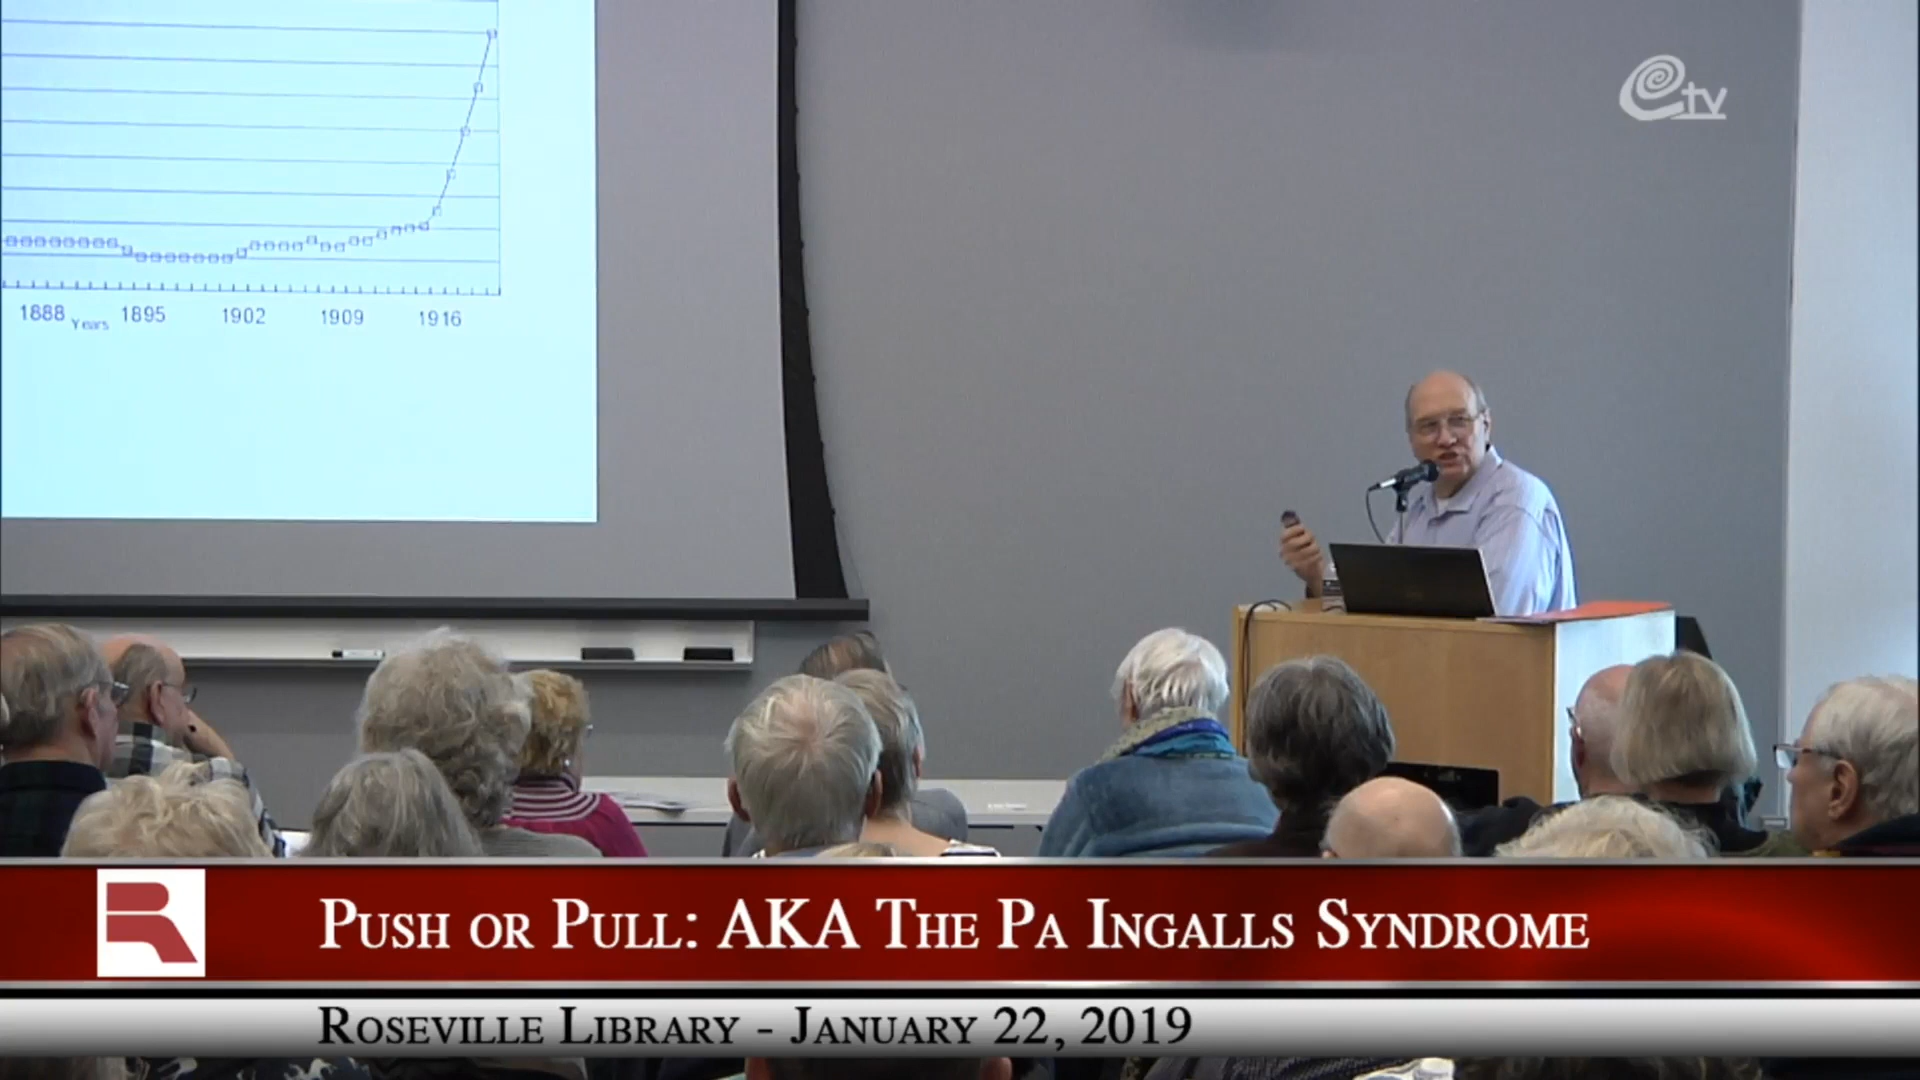 etv
1888 Years 1895 1902 1909 1916
R
PUSH OR PULL: AKA THE PA INGALLS SYNDROME
ROSEVILLE LIBRARY - JANUARY 22, 2019